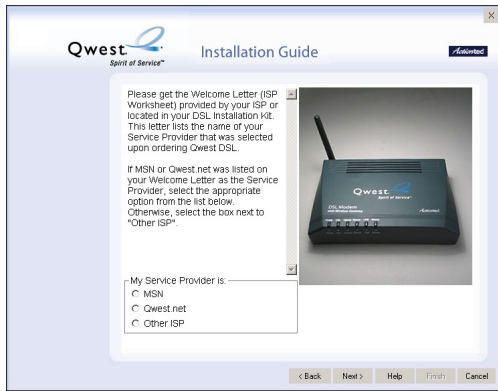 X
Qwest.
Spirit of Service™
Installation Guide
Actiontec
Please get the Welcome Letter (ISP
Worksheet) provided by your ISP or
located in your DSL Installation Kit.
This letter lists the name of your
Service Provider that was selected
upon ordering Qwest DSL.
If MSN or Qwest.net was listed on
your Welcome Letter as the Service
Provider, select the appropriate
option from the list below.
Otherwise, select the box next to
"Other ISP".
Qwest
Spirit of Service
DSL Modem
with Wireless Gateway
Actiontec
My Service Provider is:
MSN
Qwest.net
Other ISP
< Back
Next >
Help
Finish
Cancel